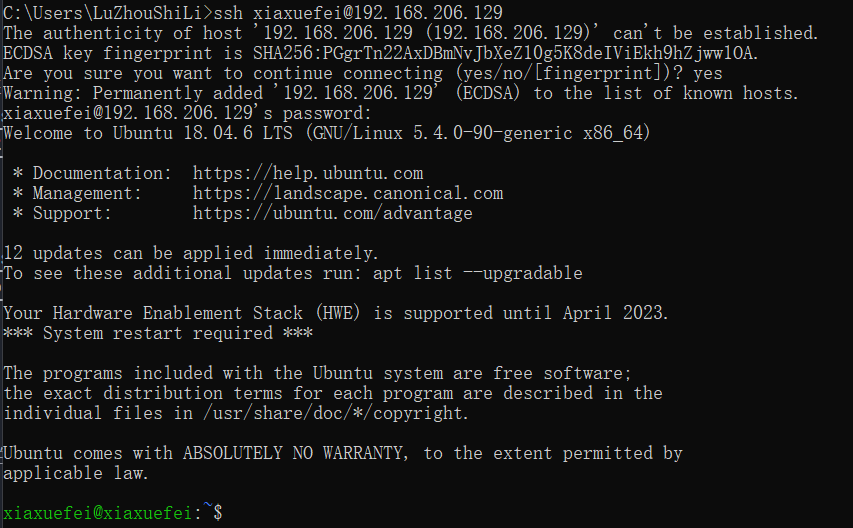 C:\Users\LuZhouShiLi>ssh xiaxuefei@192.168.206.129
The authenticity of host '192.168.206.129 (192.168.206.129)' can't be established.
ECDSA key fingerprint is SHA256:PGgrTn22AxDBmNvJbXeZ10g5K8deIViEkh9hZjwwl0A.
Are you sure you want to continue connecting (yes/no/[fingerprint])? yes
Warning: Permanently added '192.168.206.129' (ECDSA) to the list of known hosts.
xiaxuefei@192.168.206.129's password:
Welcome to Ubuntu 18.04.6 LTS (GNU/Linux 5.4.0-90-generic x86_64)
* Documentation:  https://help.ubuntu.com
* Management:     https://landscape.canonical.com
* Support:        https://ubuntu.com/advantage
12 updates can be applied immediately.
To see these additional updates run: apt list --upgradable
Your Hardware Enablement Stack (HWE) is supported until April 2023.
*** System restart required ***
The programs included with the Ubuntu system are free software;
the exact distribution terms for each program are described in the
individual files in /usr/share/doc/*/copyright.
Ubuntu comes with ABSOLUTELY NO WARRANTY, to the extent permitted by
applicable law.
xiaxuefei@xiaxuefei:~$